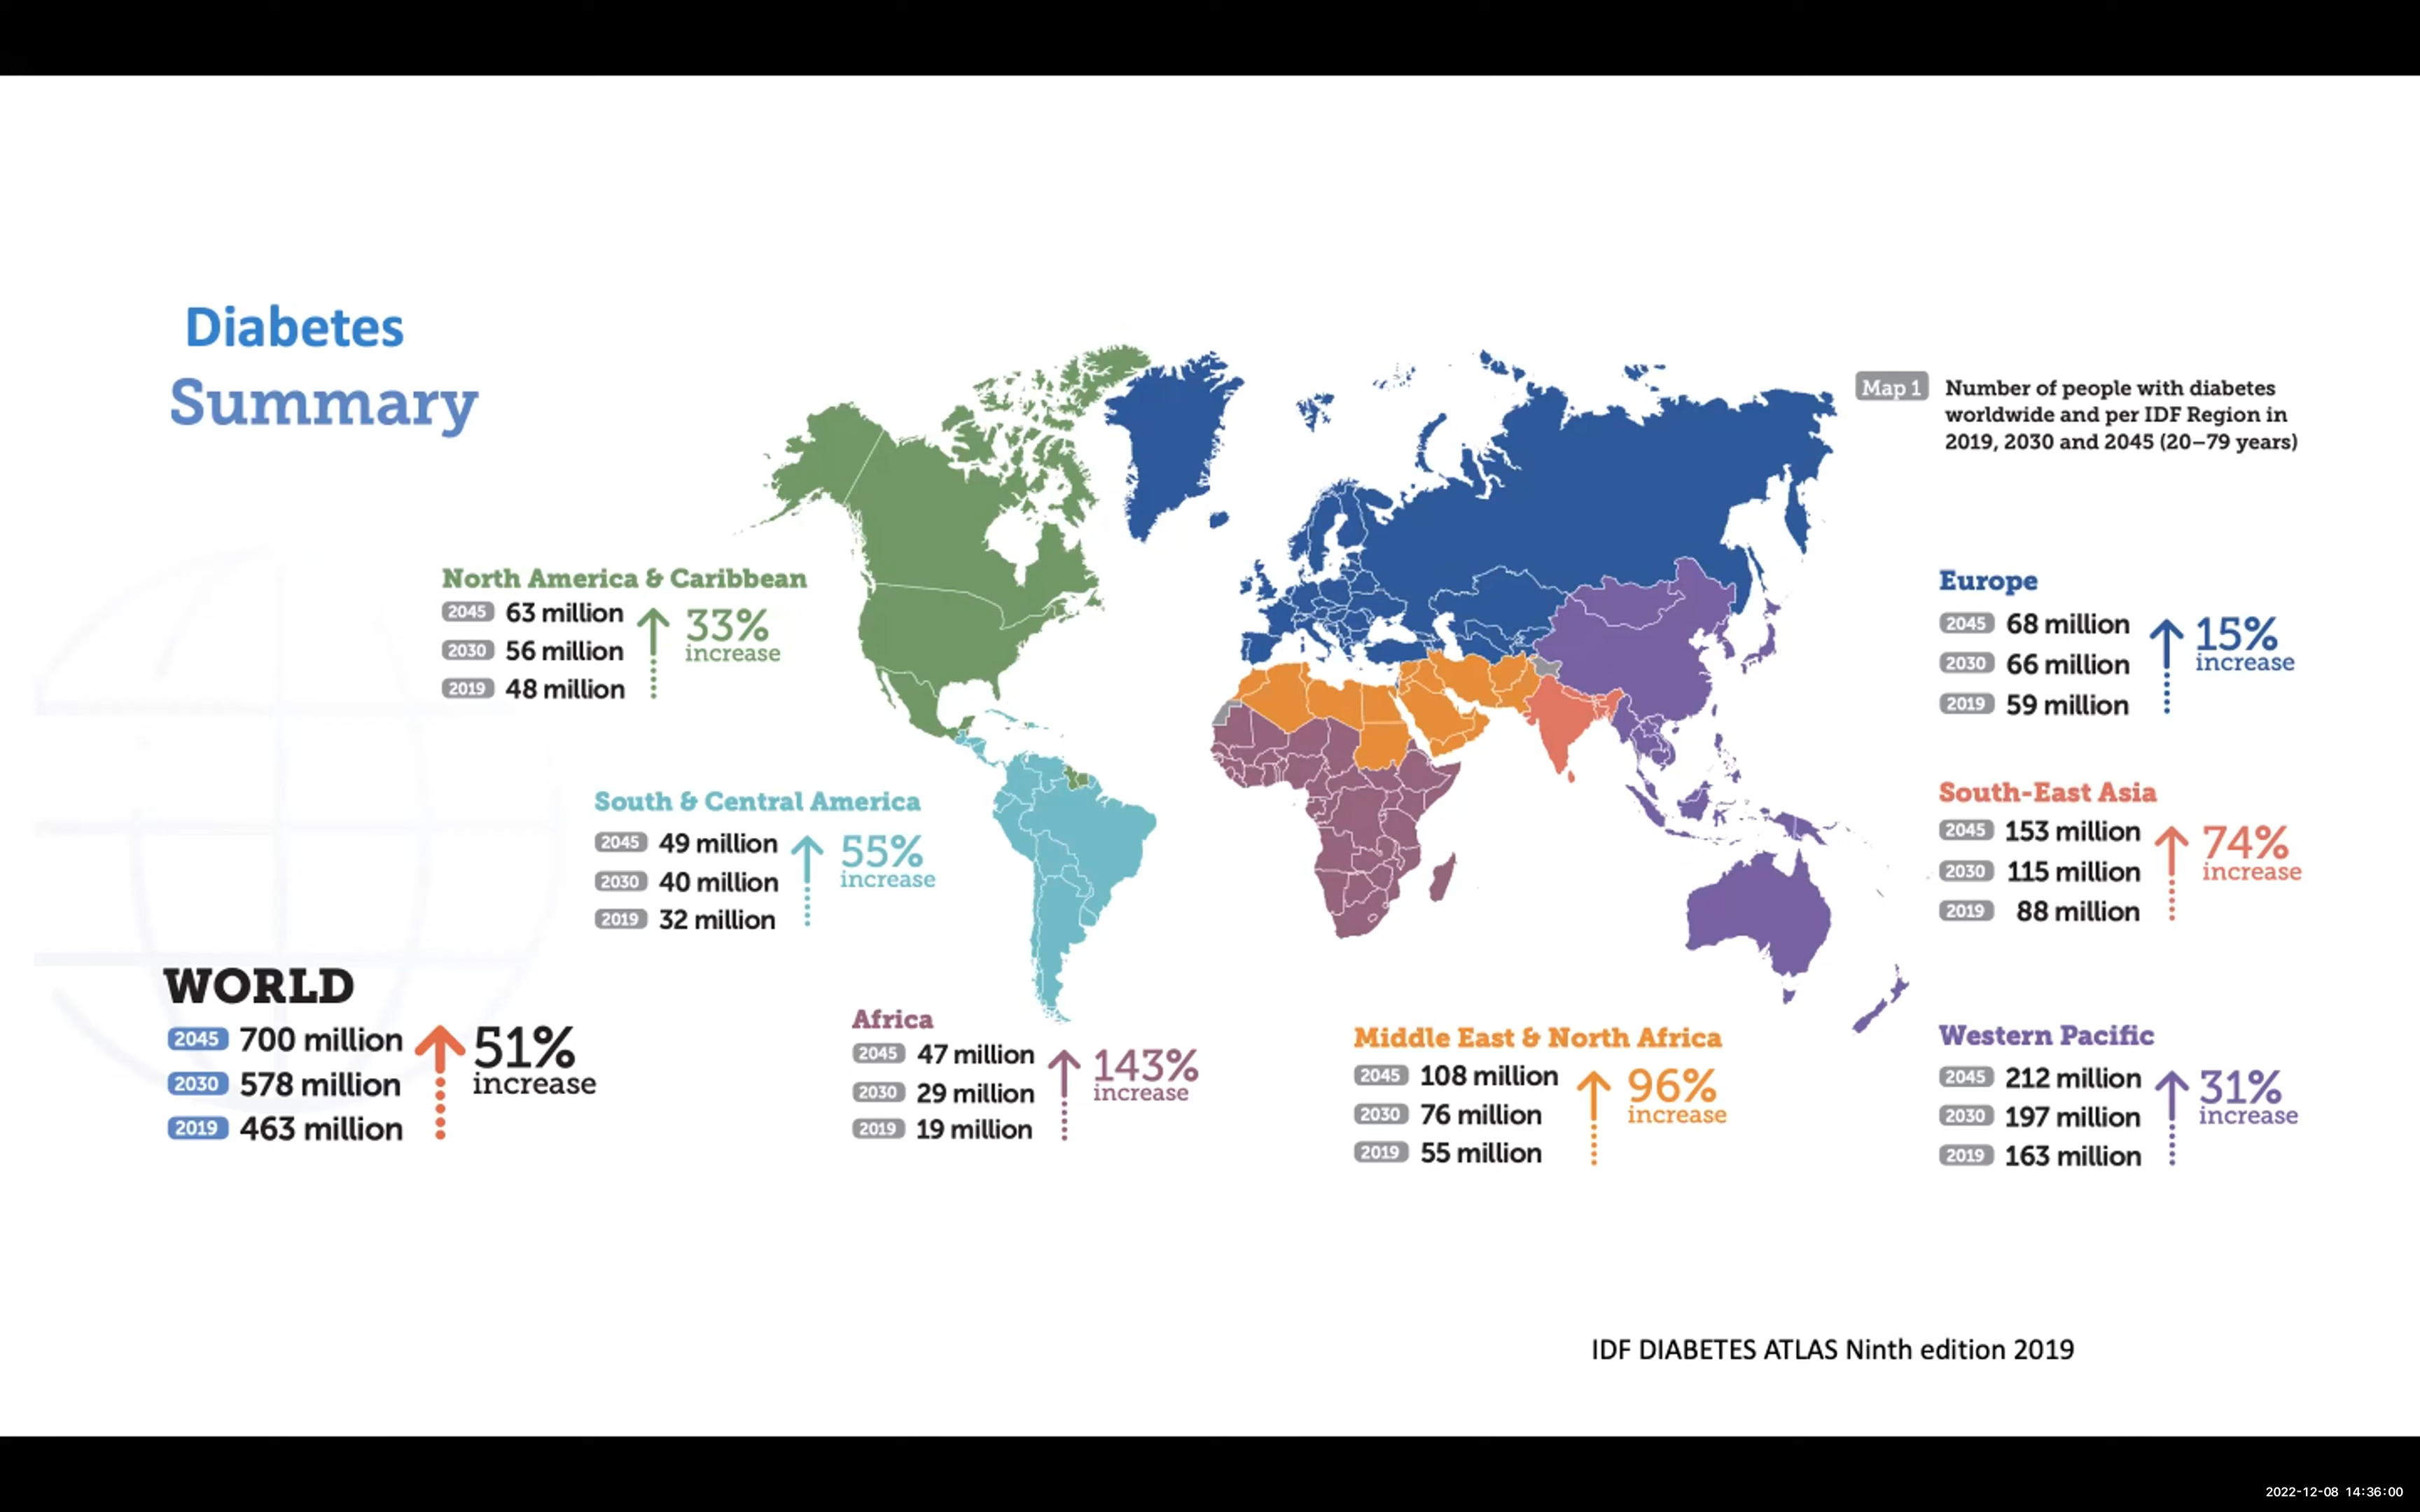 Diabetes
Summary
Map 1
Number of people with diabetes
worldwide and per IDF Region in
2019, 2030 and 2045 (20–79 years)
North America & Caribbean
2045 63 million
2030 56 million
2019 48 million
33%
increase
South & Central America
2045 49 million
2030 40 million
2019 32 million
55%
increase
WORLD
2045 700 million
2030 578 million
2019 463 million
51%
increase
Africa
2045 47 million
2030 29 million
2019 19 million
143%
increase
Middle East & North Africa
2045 108 million
2030 76 million
2019 55 million
96%
increase
Europe
2045 68 million
2030 66 million
2019 59 million
15%
increase
South-East Asia
2045 153 million
2030 115 million
2019 88 million
74%
increase
Western Pacific
2045 212 million
2030 197 million
2019 163 million
31%
increase
IDF DIABETES ATLAS Ninth edition 2019
2022-12-08 14:36:00